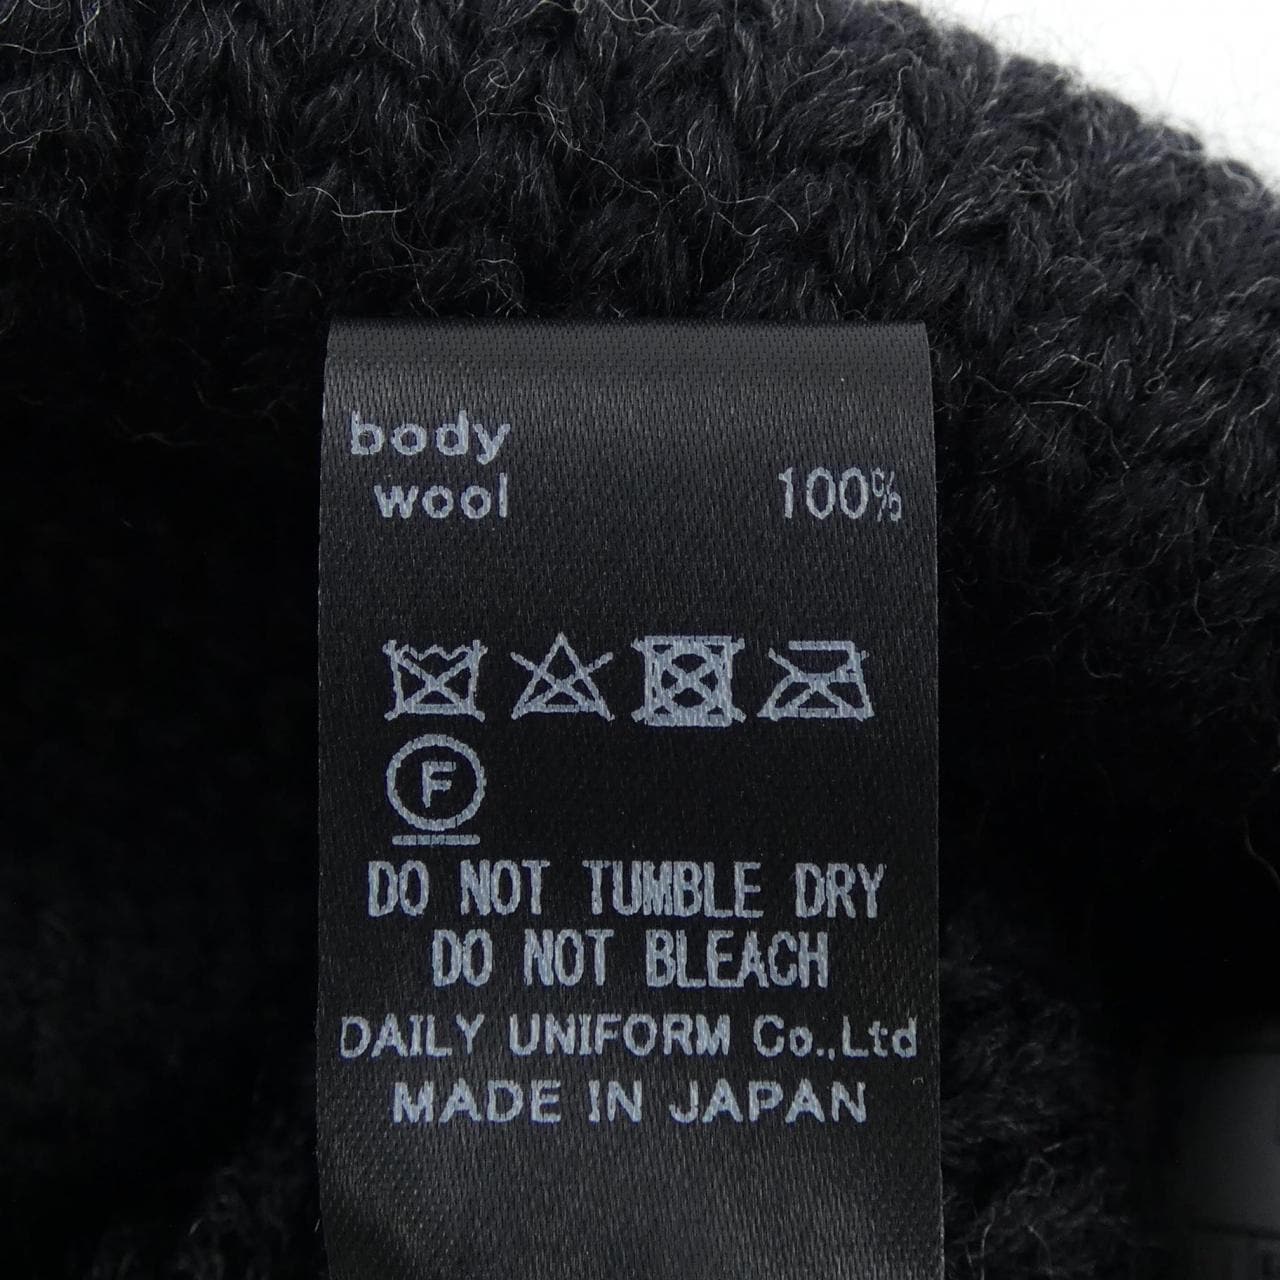 body
wool 100%
F
DO NOT TUMBLE DRY
DO NOT BLEACH
DAILY UNIFORM Co.,Ltd
MADE IN JAPAN